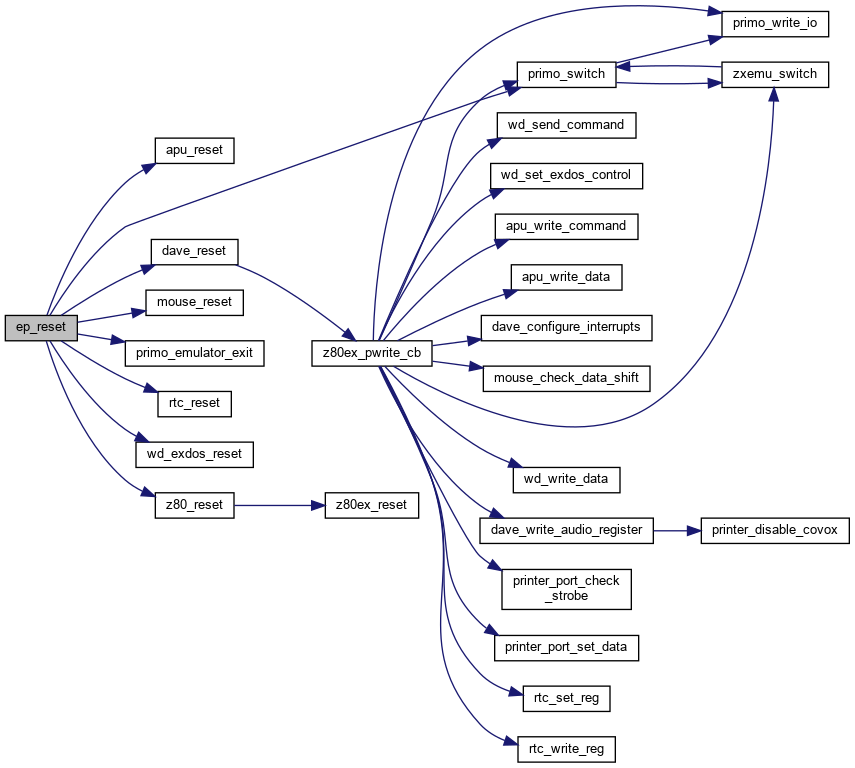 ep_reset
apu_reset
dave_reset
mouse_reset
primo_emulator_exit
rtc_reset
wd_exdos_reset
z80_reset
z80ex_pwrite_cb
z80ex_reset
primo_switch
wd_send_command
wd_set_exdos_control
apu_write_command
apu_write_data
dave_configure_interrupts
mouse_check_data_shift
wd_write_data
dave_write_audio_register
printer_port_check
_strobe
printer_port_set_data
rtc_set_reg
rtc_write_reg
primo_write_io
zxemu_switch
printer_disable_covox